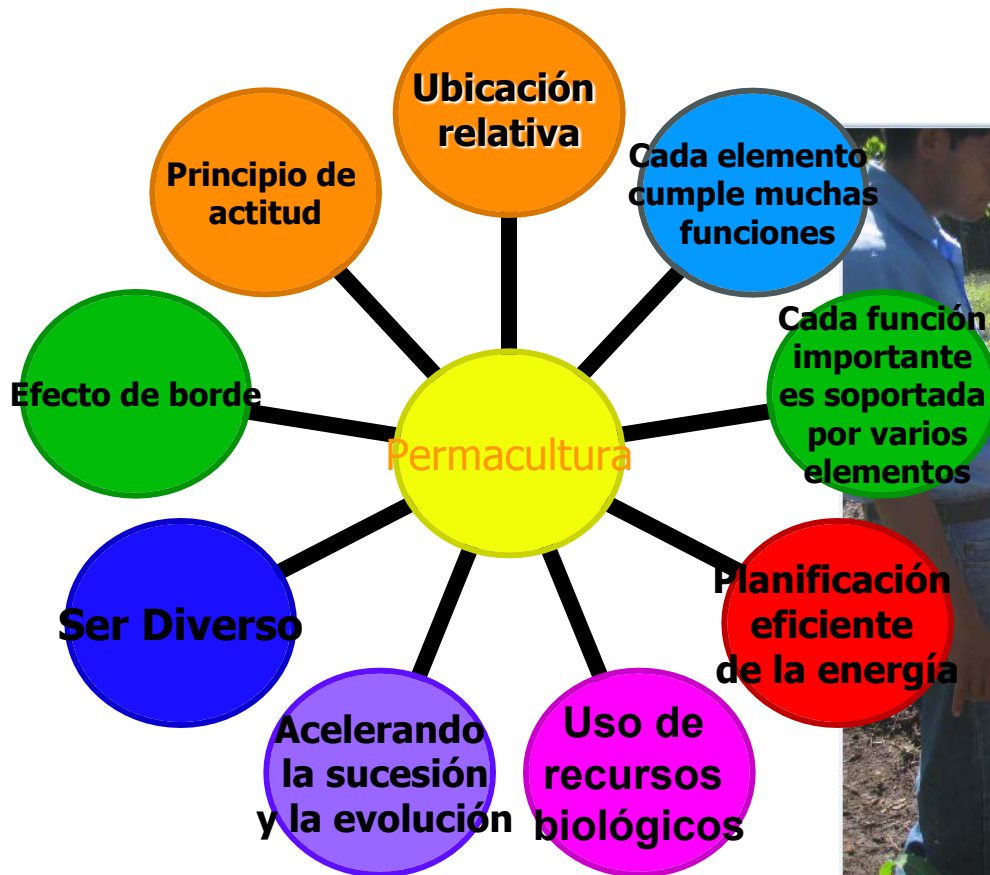 Ubicación
relativa
Cada elemento
cumple muchas
funciones
Cada función
importante
es soportada
por varios
elementos
Planificación
eficiente
de la energía
Uso de
recursos
biológicos
Acelerando
la sucesión
y la evolución
Ser Diverso
Efecto de borde
Principio de
actitud
Permacultura